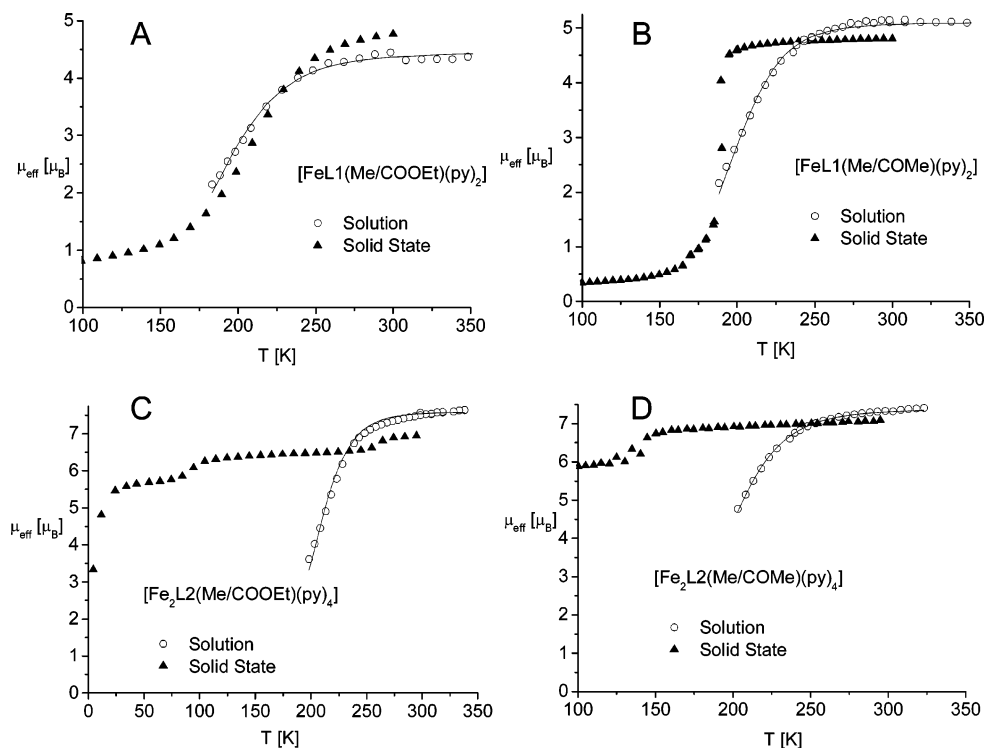 A
5
4
3
2
1
0
μeff [μB]
[FeL1(Me/COOEt)(py)2]
Solution
Solid State
100 150 200 250 300 350
T [K]
B
5
4
3
2
1
0
μeff [μB]
[FeL1(Me/COMe)(py)2]
Solution
Solid State
100 150 200 250 300 350
T [K]
C
7
6
5
4
3
2
1
0
μeff [μB]
[Fe2L2(Me/COOEt)(py)4]
Solution
Solid State
0 50 100 150 200 250 300 350
T [K]
D
7
6
5
4
3
2
1
0
μeff [μB]
[Fe2L2(Me/COMe)(py)4]
Solution
Solid State
100 150 200 250 300 350
T [K]